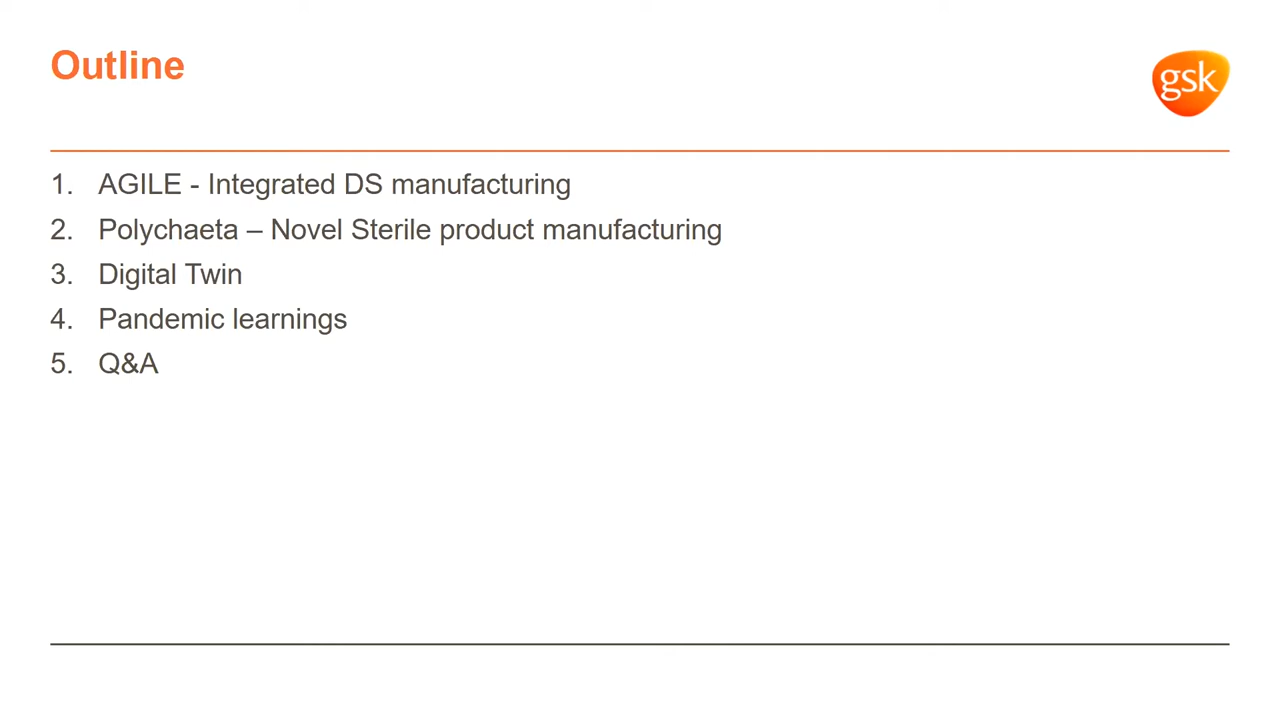 Outline
gsk
1. AGILE - Integrated DS manufacturing
2. Polychaeta – Novel Sterile product manufacturing
3. Digital Twin
4. Pandemic learnings
5. Q&A